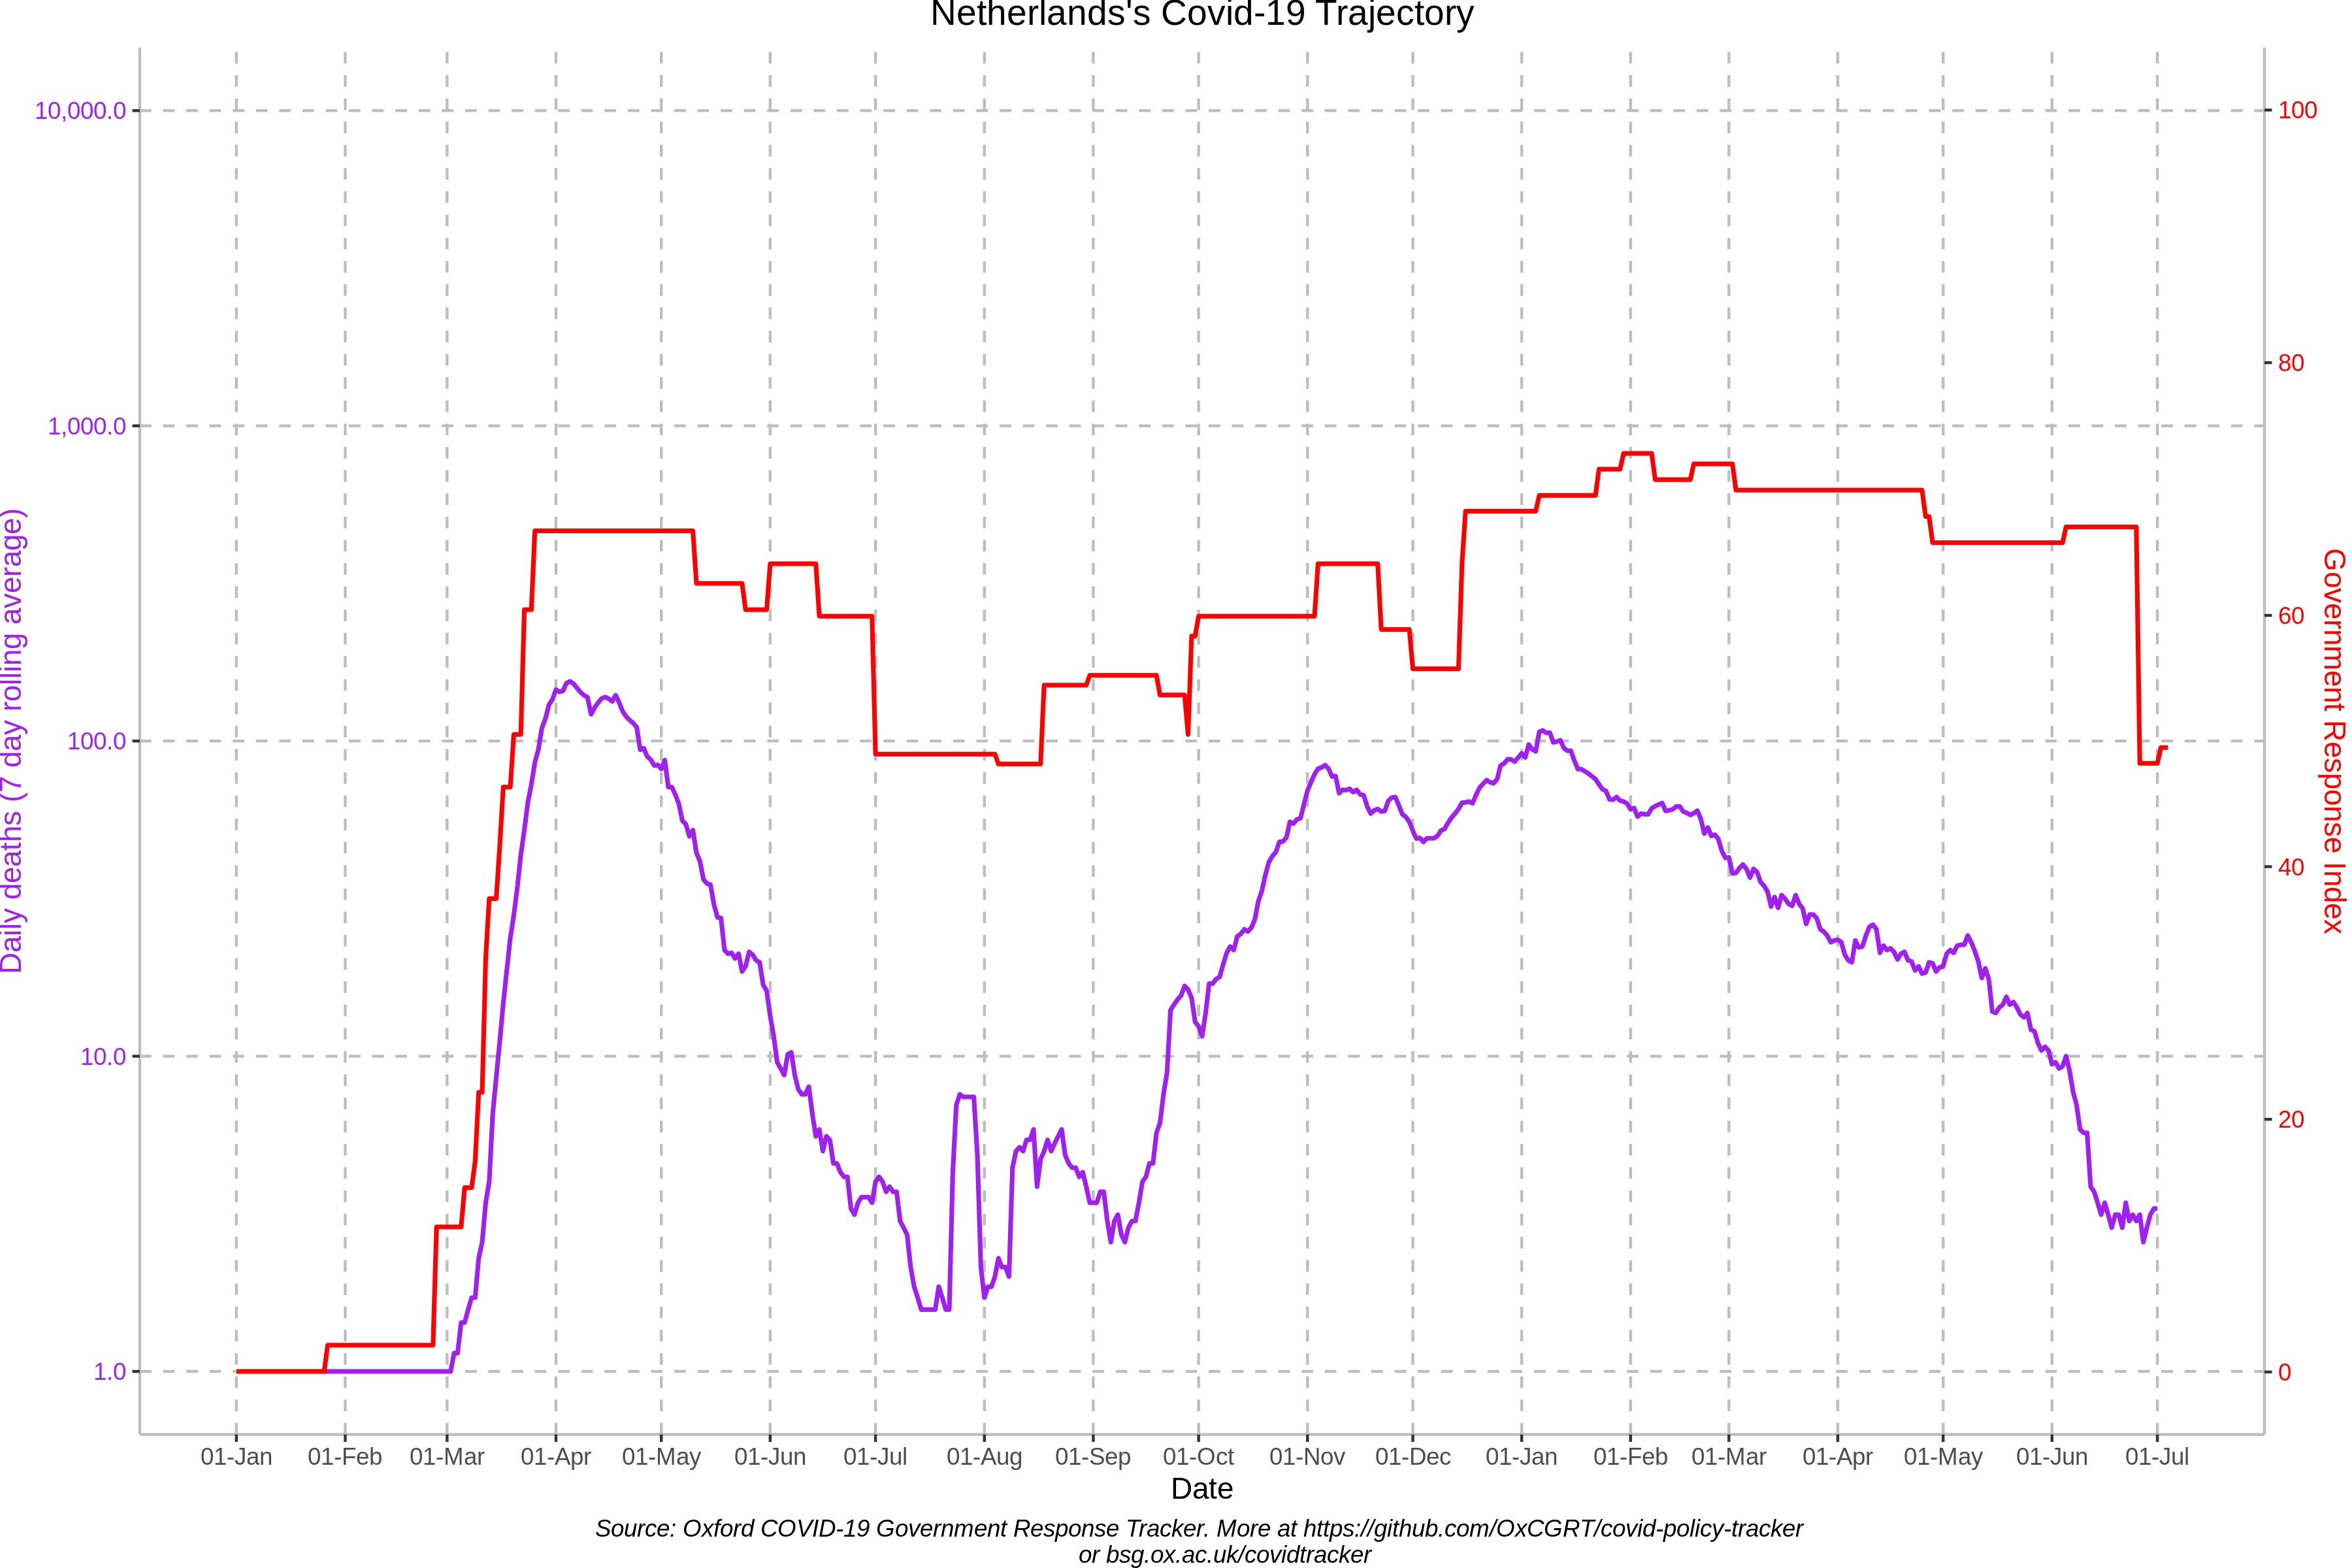 Netherlands's Covid-19 Trajectory
10,000.0
1,000.0
100.0
10.0
1.0
Daily deaths (7 day rolling average)
100
80
60
40
20
0
Government Response Index
01-Jan 01-Feb 01-Mar 01-Apr 01-May 01-Jun 01-Jul 01-Aug 01-Sep 01-Oct 01-Nov 01-Dec 01-Jan 01-Feb 01-Mar 01-Apr 01-May 01-Jun 01-Jul
Date
Source: Oxford COVID-19 Government Response Tracker. More at https://github.com/OxCGRT/covid-policy-tracker
or bsg.ox.ac.uk/covidtracker